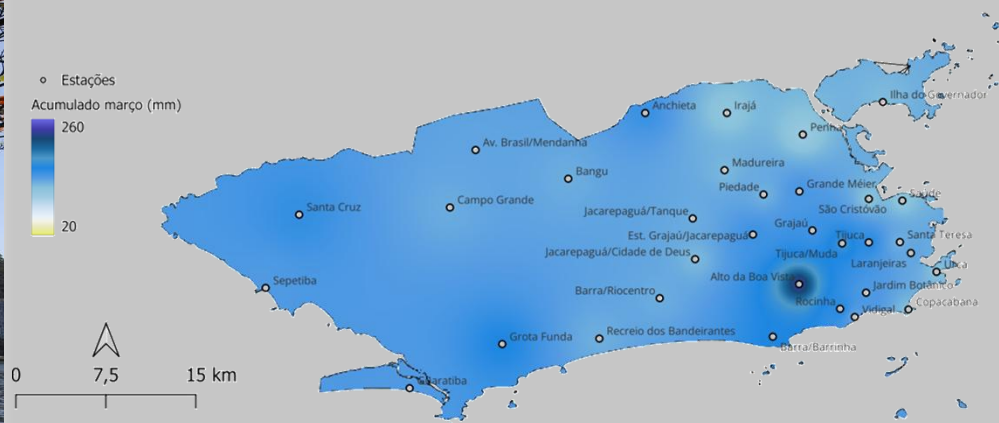 Estações
Acumulado março (mm)
260
20
0
7,5
15 km
Ilha do Governador
Anchieta
Irajá
Penha
Av. Brasil/Mendanha
Madureira
Bangu
Piedade
Grande Méier
Saúde
Santa Cruz
Campo Grande
Jacarepaguá/Tanque
São Cristóvão
Grajaú
Est. Grajaú/Jacarepaguá
Tijuca
Santa Teresa
Jacarepaguá/Cidade de Deus
Tijuca/Muda
Laranjeiras
Urca
Alto da Boa Vista
Sepetiba
Barra/Riocentro
Jardim Botânico
Rocinha
Vidigal
Copacabana
Grota Funda
Recreio dos Bandeirantes
Barra/Barrinha
Guaratiba